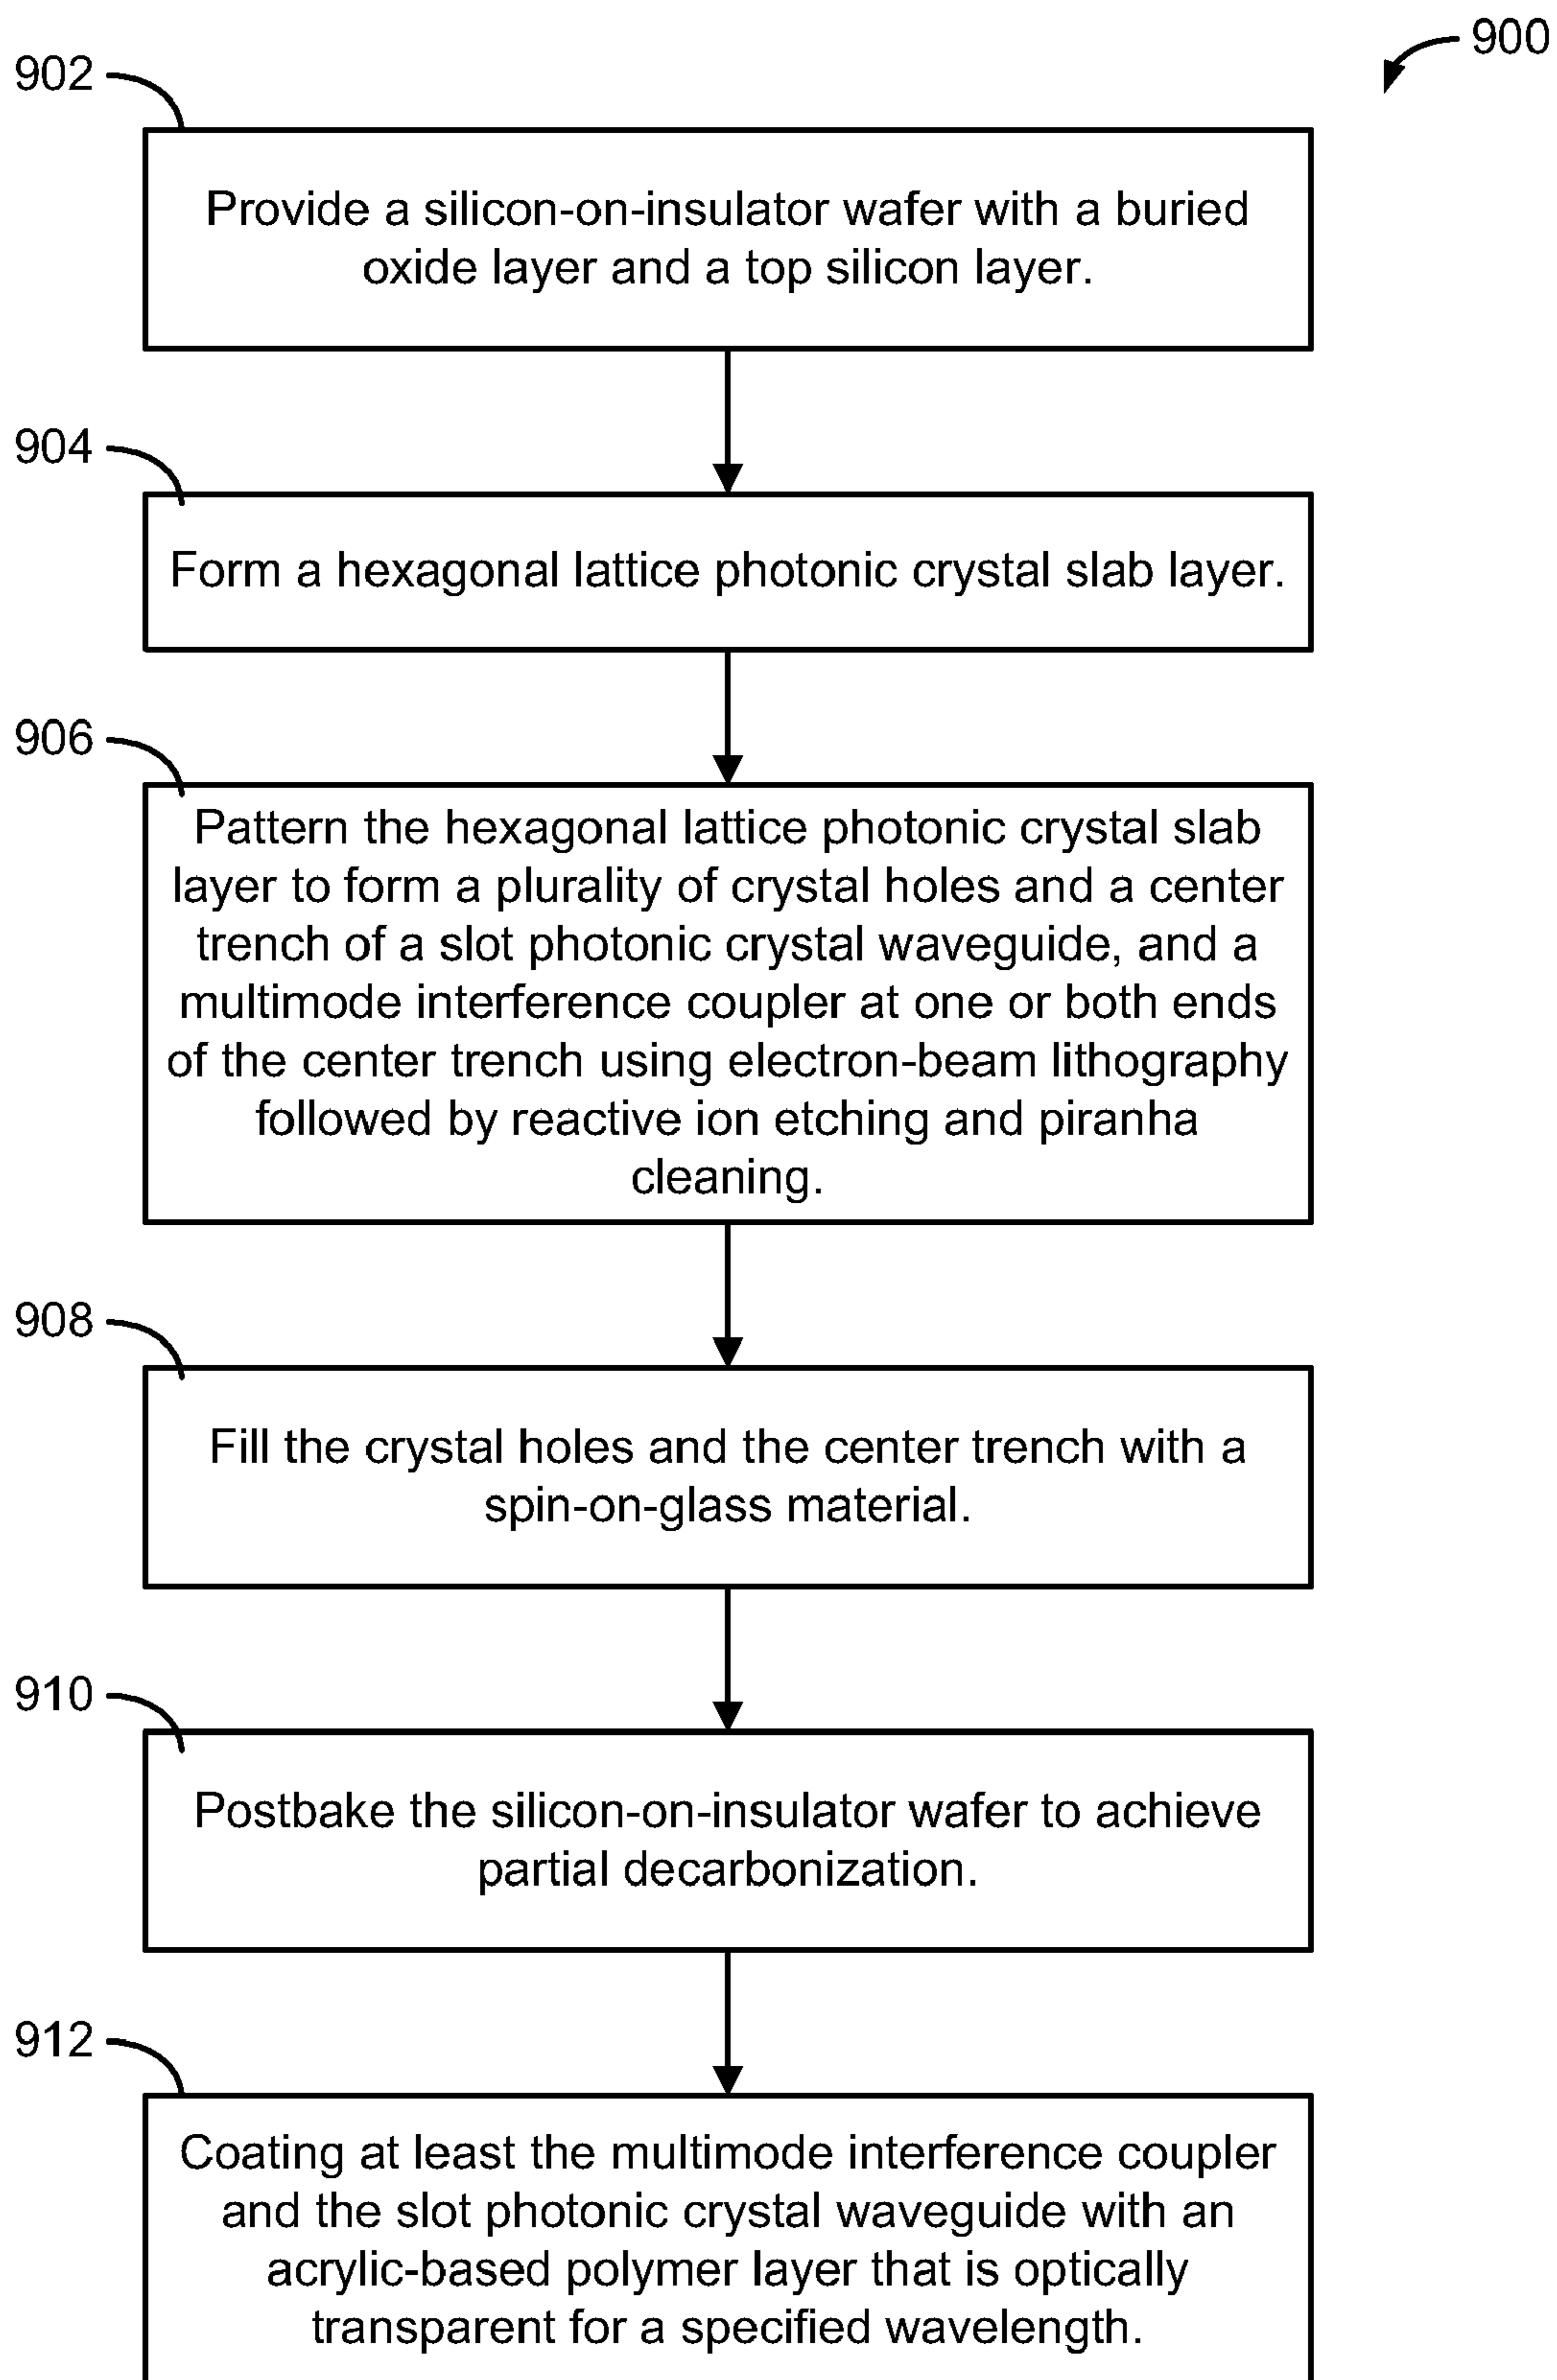 900
902
Provide a silicon-on-insulator wafer with a buried
oxide layer and a top silicon layer.
904
Form a hexagonal lattice photonic crystal slab layer.
906
Pattern the hexagonal lattice photonic crystal slab
layer to form a plurality of crystal holes and a center
trench of a slot photonic crystal waveguide, and a
multimode interference coupler at one or both ends
of the center trench using electron-beam lithography
followed by reactive ion etching and piranha
cleaning.
908
Fill the crystal holes and the center trench with a
spin-on-glass material.
910
Postbake the silicon-on-insulator wafer to achieve
partial decarbonization.
912
Coating at least the multimode interference coupler
and the slot photonic crystal waveguide with an
acrylic-based polymer layer that is optically
transparent for a specified wavelength.